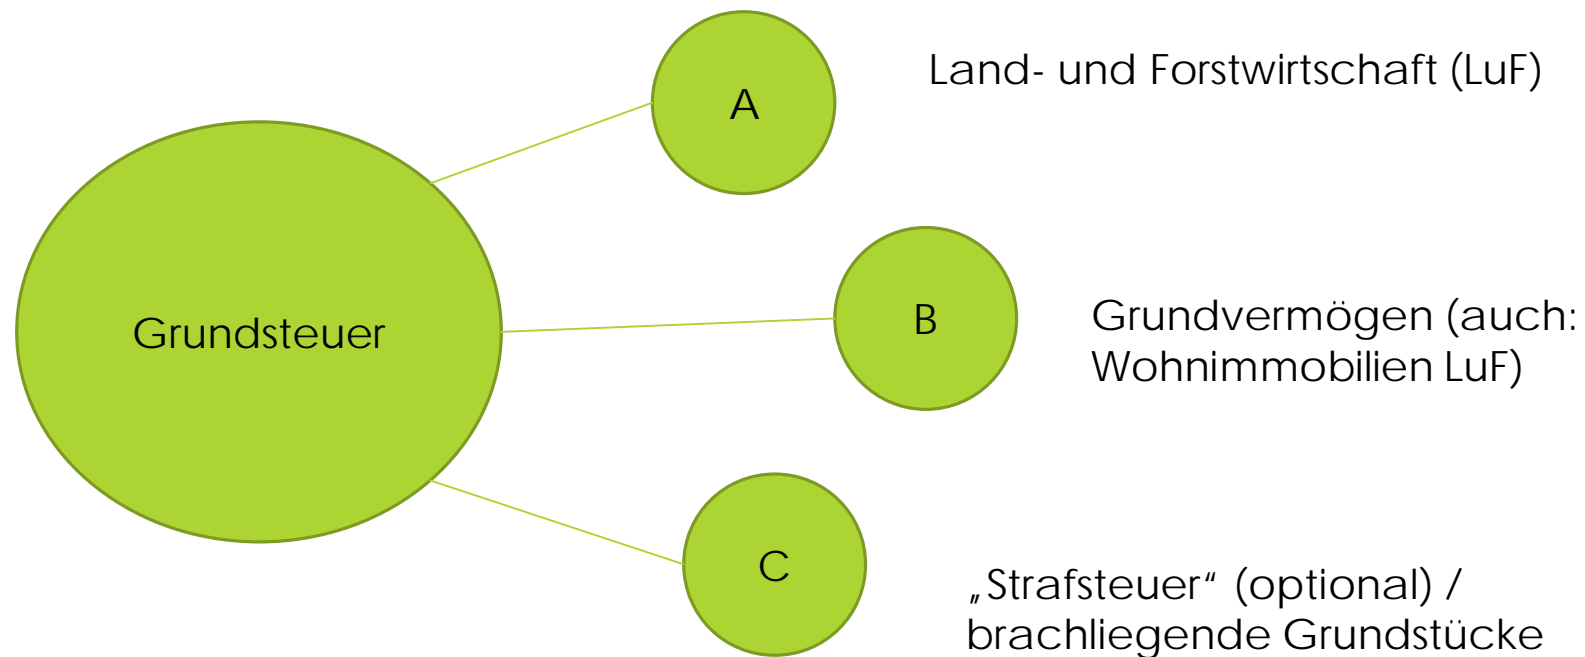 Grundsteuer
A
Land- und Forstwirtschaft (LuF)
B
Grundvermögen (auch:
Wohnimmobilien LuF)
C
„Strafsteuer“ (optional) /
brachliegende Grundstücke